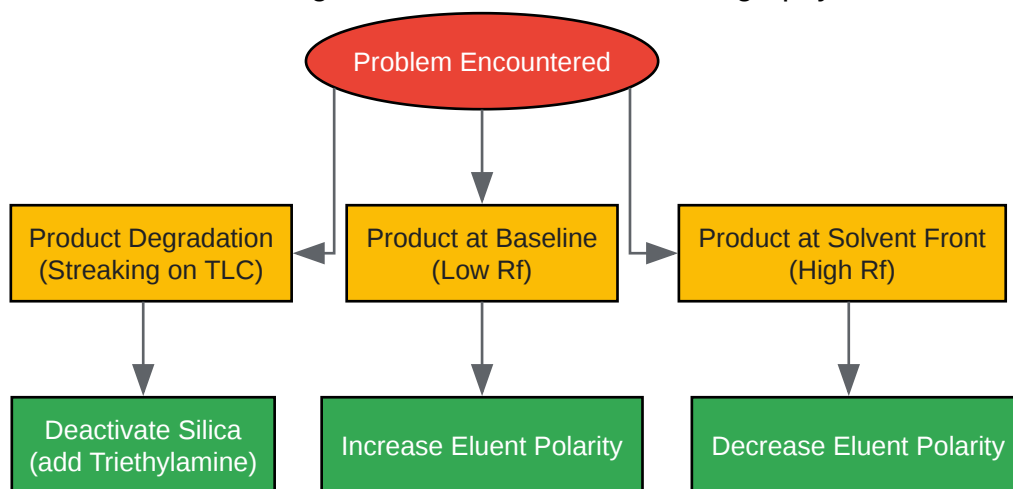 Problem Encountered
Product Degradation
(Streaking on TLC)
Product at Baseline
(Low Rf)
Product at Solvent Front
(High Rf)
Deactivate Silica
(add Triethylamine)
Increase Eluent Polarity
Decrease Eluent Polarity